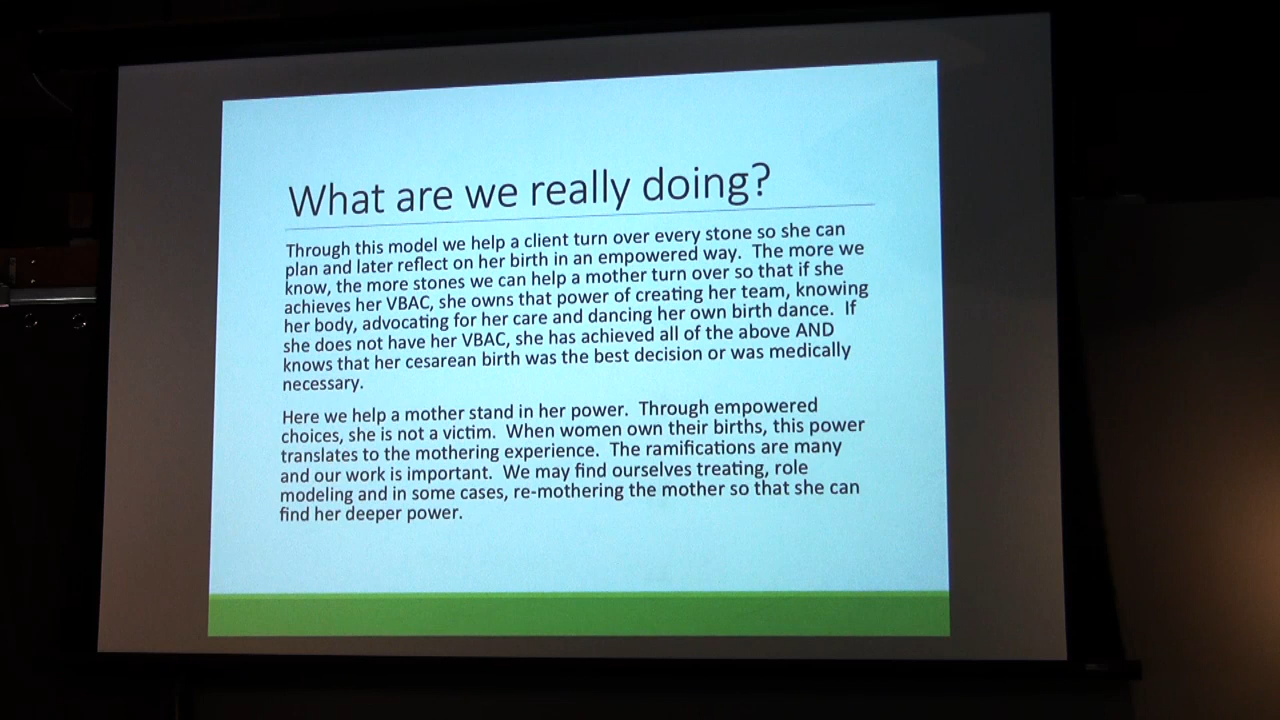 What are we really doing?
Through this model we help a client turn over every stone so she can
plan and later reflect on her birth in an empowered way. The more we
know, the more stones we can help a mother turn over so that if she
achieves her VBAC, she owns that power of creating her team, knowing
her body, advocating for her care and dancing her own birth dance. If
she does not have her VBAC, she has achieved all of the above AND
knows that her cesarean birth was the best decision or was medically
necessary.
Here we help a mother stand in her power. Through empowered
choices, she is not a victim. When women own their births, this power
translates to the mothering experience. The ramifications are many
and our work is important. We may find ourselves treating, role
modeling and in some cases, re-mothering the mother so that she can
find her deeper power.